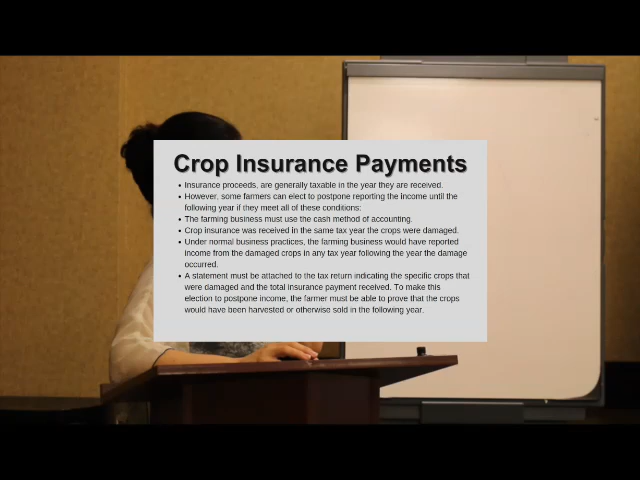 Crop Insurance Payments
• Insurance proceeds, are generally taxable in the year they are received.
• However, some farmers can elect to postpone reporting the income until the
following year if they meet all of these conditions:
• The farming business must use the cash method of accounting.
• Crop insurance was received in the same tax year the crops were damaged.
• Under normal business practices, the farming business would have reported
income from the damaged crops in any tax year following the year the damage
occurred.
• A statement must be attached to the tax return indicating the specific crops that
were damaged and the total insurance payment received. To make this
election to postpone income, the farmer must be able to prove that the crops
would have been harvested or otherwise sold in the following year.